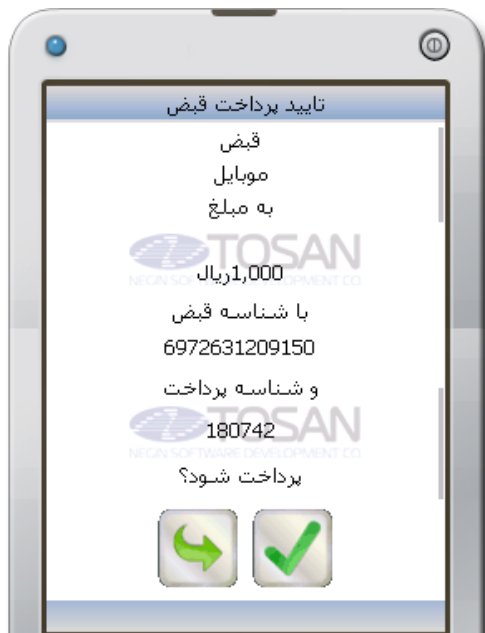 تایید پرداخت قبض
قبض
موبایل
به مبلغ
TOSAN
1,000ریال
NEGIN SOFTWARE DEVELOPMENT CO.
با شناسه قبض
6972631209150
و شناسه پرداخت
TOSAN
180742
NEGIN SOFTWARE DEVELOPMENT CO.
پرداخت شود؟